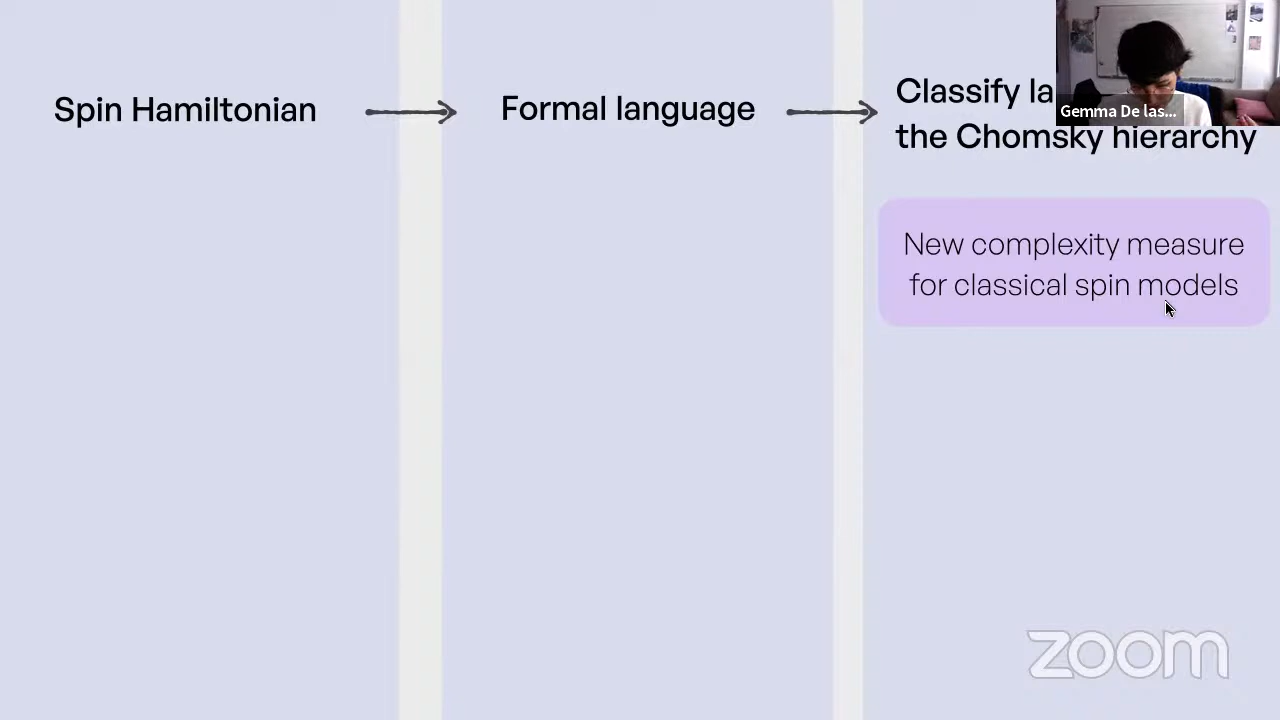 Spin Hamiltonian
Formal language
Classify la
the Chomsky hierarchy
New complexity measure
for classical spin models
Gemma De las...
zoom